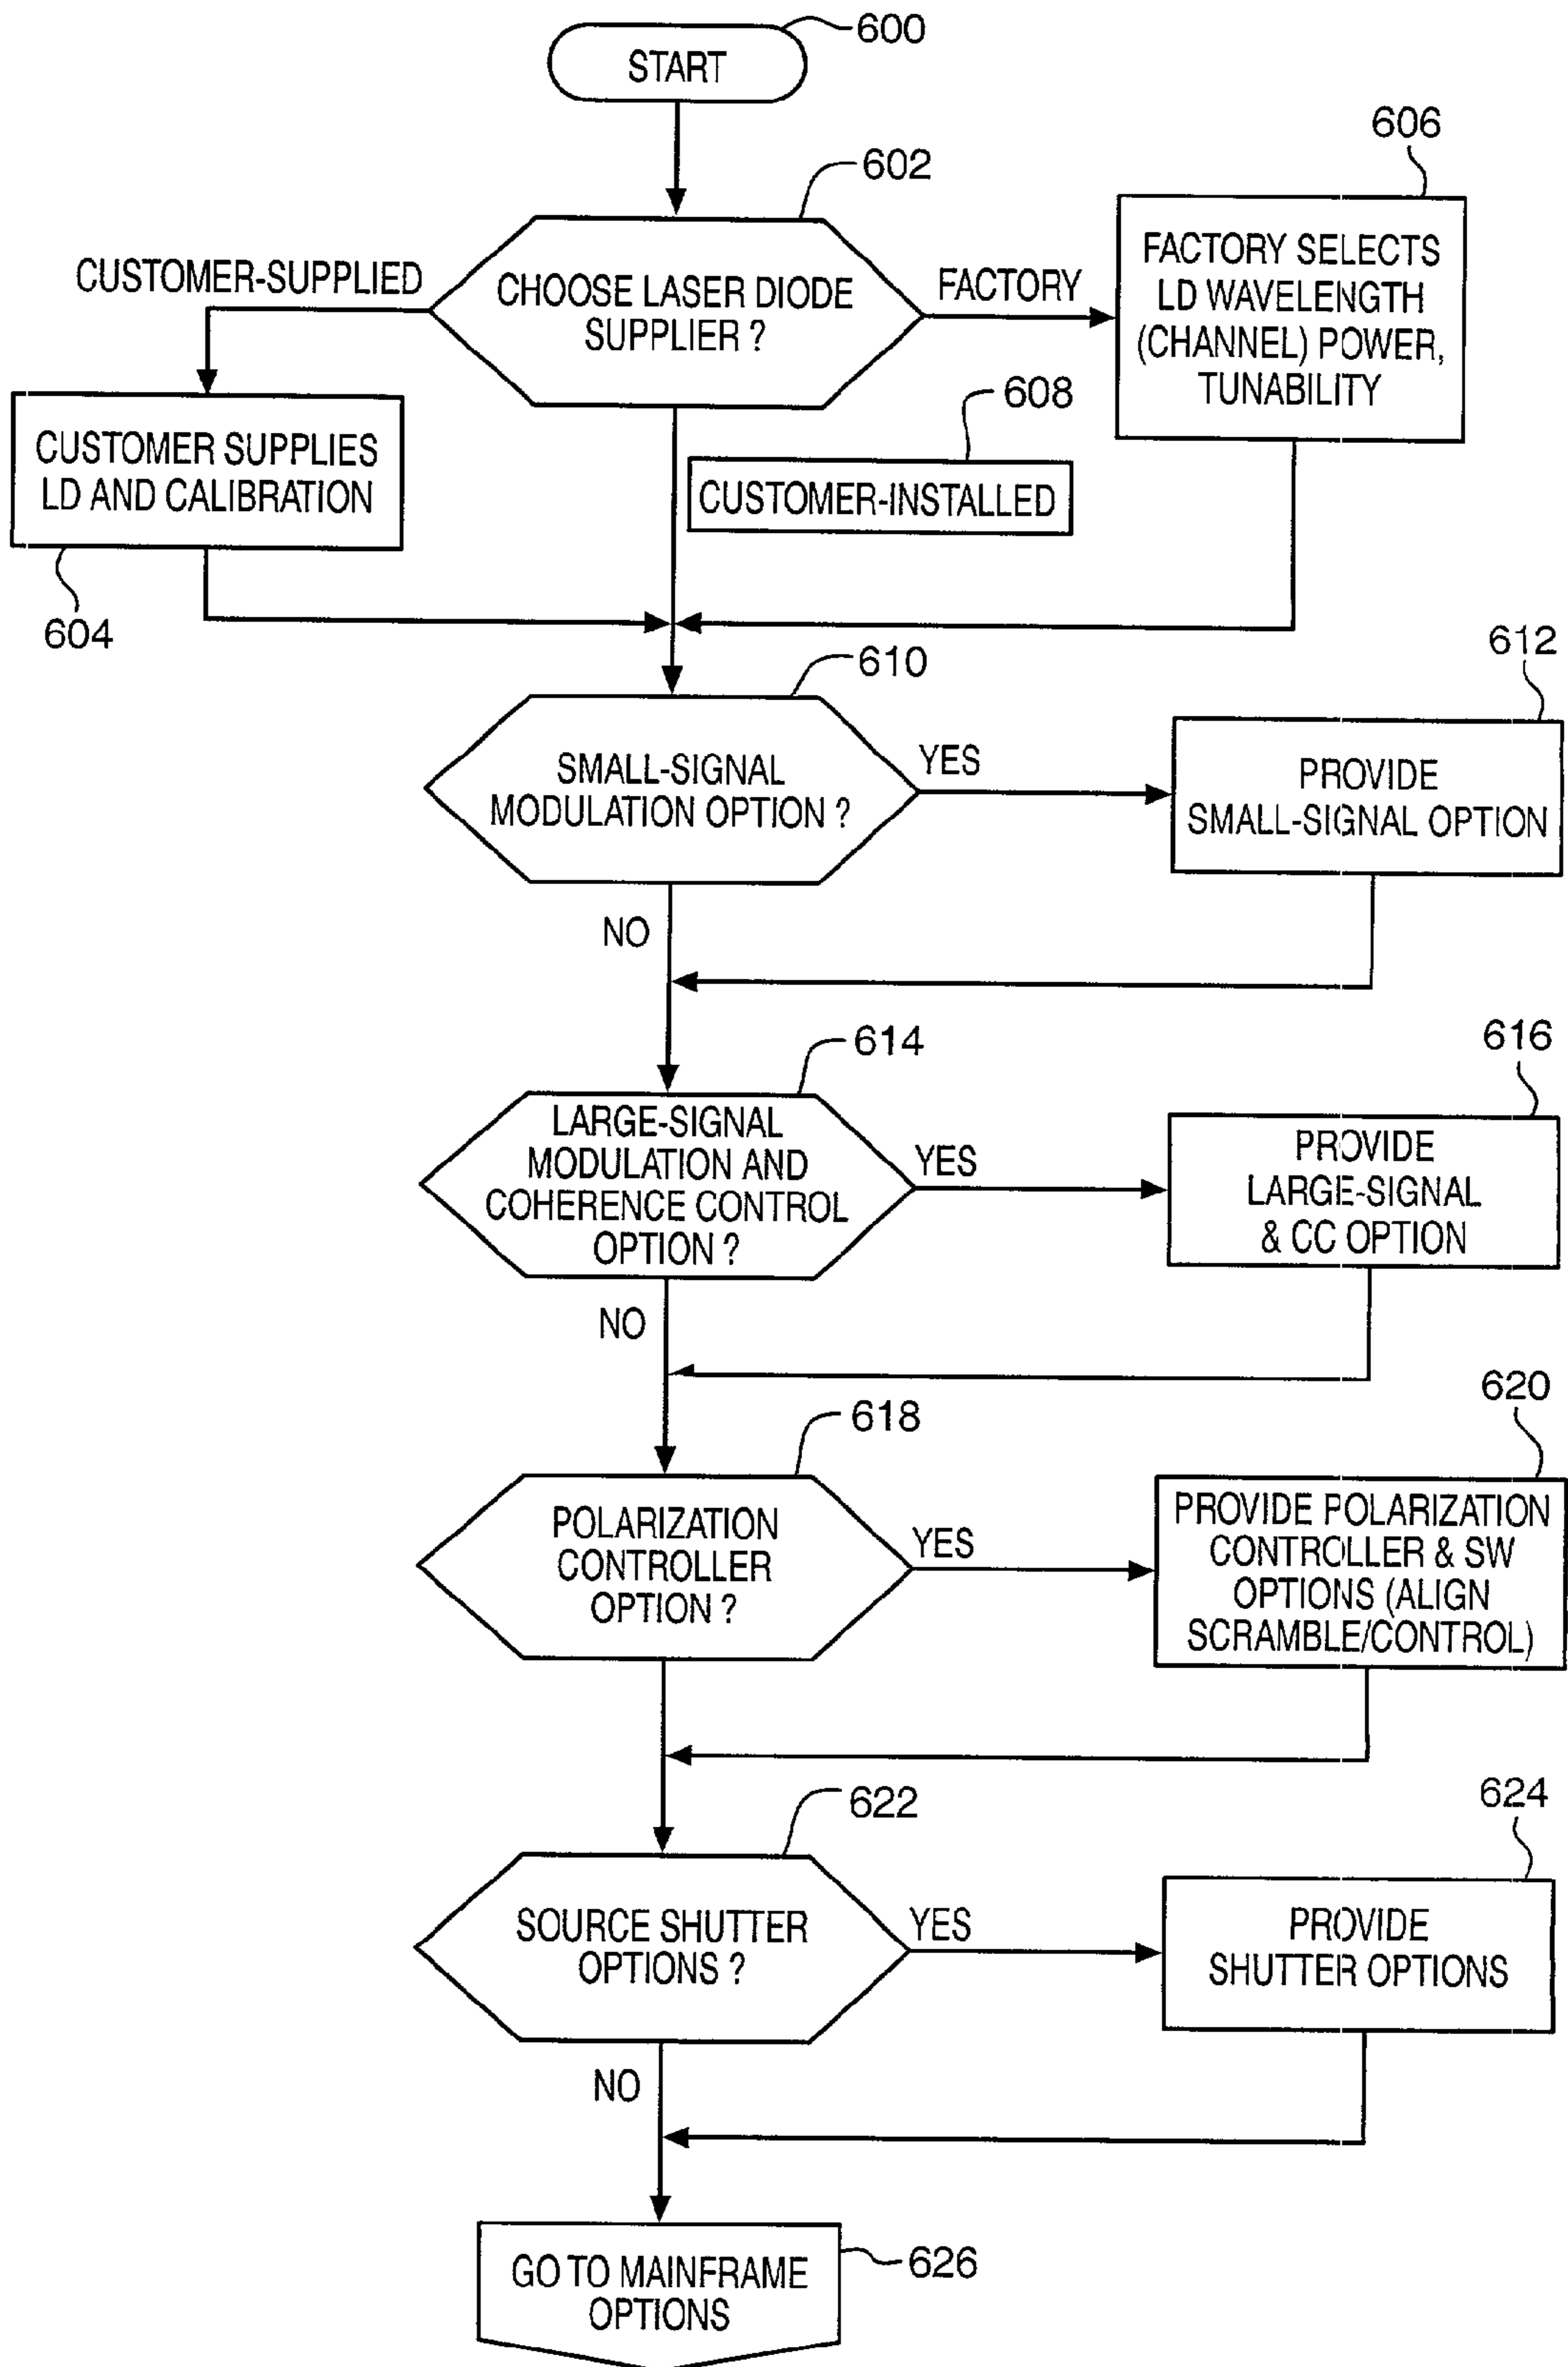 600
START
602
606
CUSTOMER-SUPPLIED
CHOOSE LASER DIODE
SUPPLIER ?
FACTORY
FACTORY SELECTS
LD WAVELENGTH
(CHANNEL) POWER,
TUNABILITY
608
CUSTOMER SUPPLIES
LD AND CALIBRATION
CUSTOMER-INSTALLED
604
610
612
SMALL-SIGNAL
MODULATION OPTION ?
YES
PROVIDE
SMALL-SIGNAL OPTION
NO
614
616
LARGE-SIGNAL
MODULATION AND
COHERENCE CONTROL
OPTION ?
YES
PROVIDE
LARGE-SIGNAL
& CC OPTION
NO
618
620
POLARIZATION
CONTROLLER
OPTION ?
YES
PROVIDE POLARIZATION
CONTROLLER & SW
OPTIONS (ALIGN
SCRAMBLE/CONTROL)
622
624
SOURCE SHUTTER
OPTIONS ?
YES
PROVIDE
SHUTTER OPTIONS
NO
GO TO MAINFRAME
OPTIONS
626